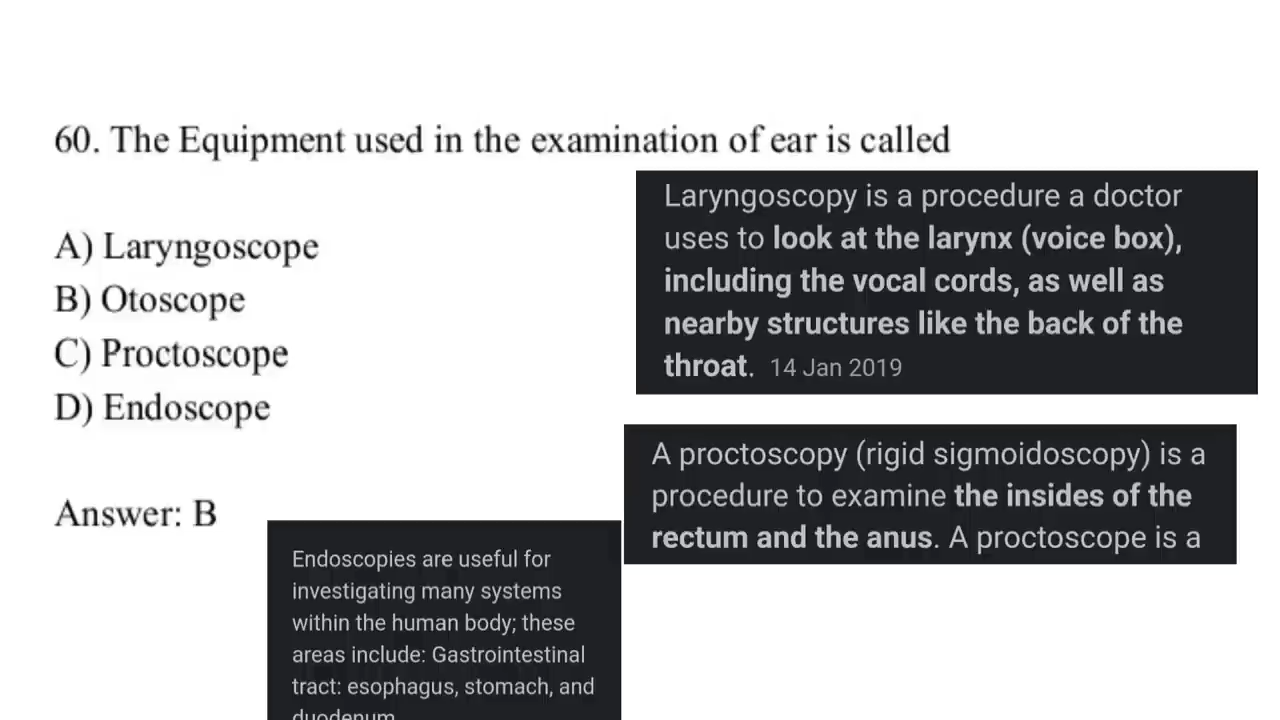 60. The Equipment used in the examination of ear is called
A) Laryngoscope
B) Otoscope
C) Proctoscope
D) Endoscope
Answer: B
Laryngoscopy is a procedure a doctor
uses to look at the larynx (voice box),
including the vocal cords, as well as
nearby structures like the back of the
throat. 14 Jan 2019
A proctoscopy (rigid sigmoidoscopy) is a
procedure to examine the insides of the
rectum and the anus. A proctoscope is a
Endoscopies are useful for
investigating many systems
within the human body; these
areas include: Gastrointestinal
tract: esophagus, stomach, and
duodenum